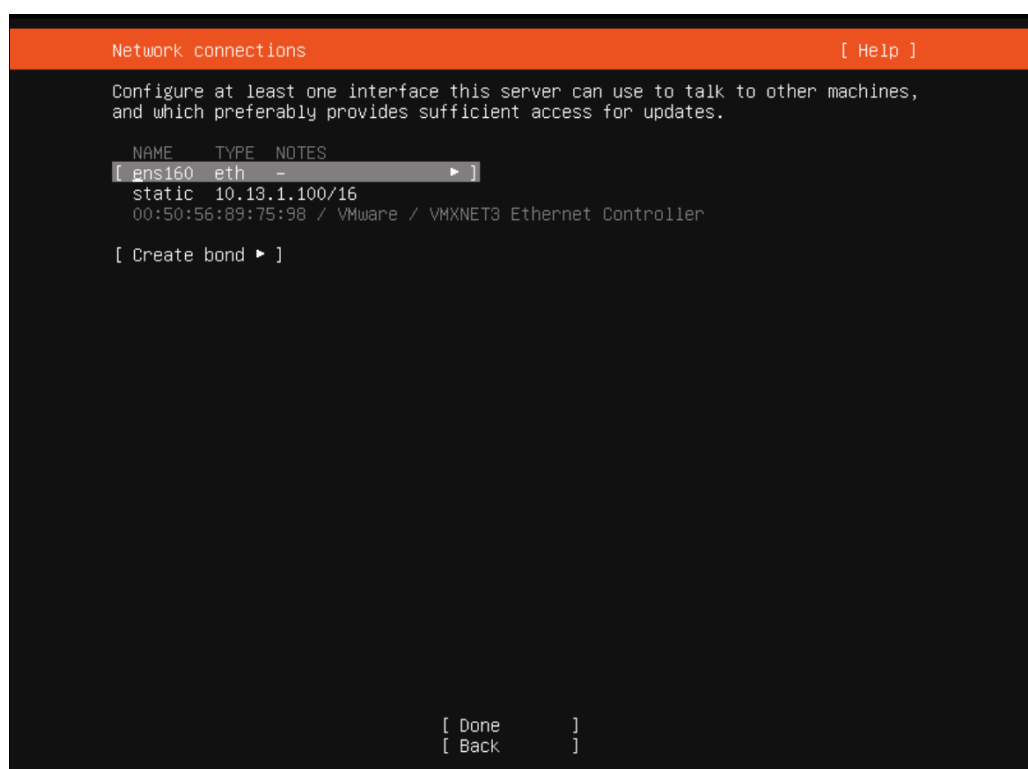 Network connections [ Help ]
Configure at least one interface this server can use to talk to other machines,
and which preferably provides sufficient access for updates.
NAME TYPE NOTES
[ ens160 eth – ▸ ]
static 10.13.1.100/16
00:50:56:89:75:98 / VMware / VMXNET3 Ethernet Controller
[ Create bond ▸ ]
[ Done ]
[ Back ]